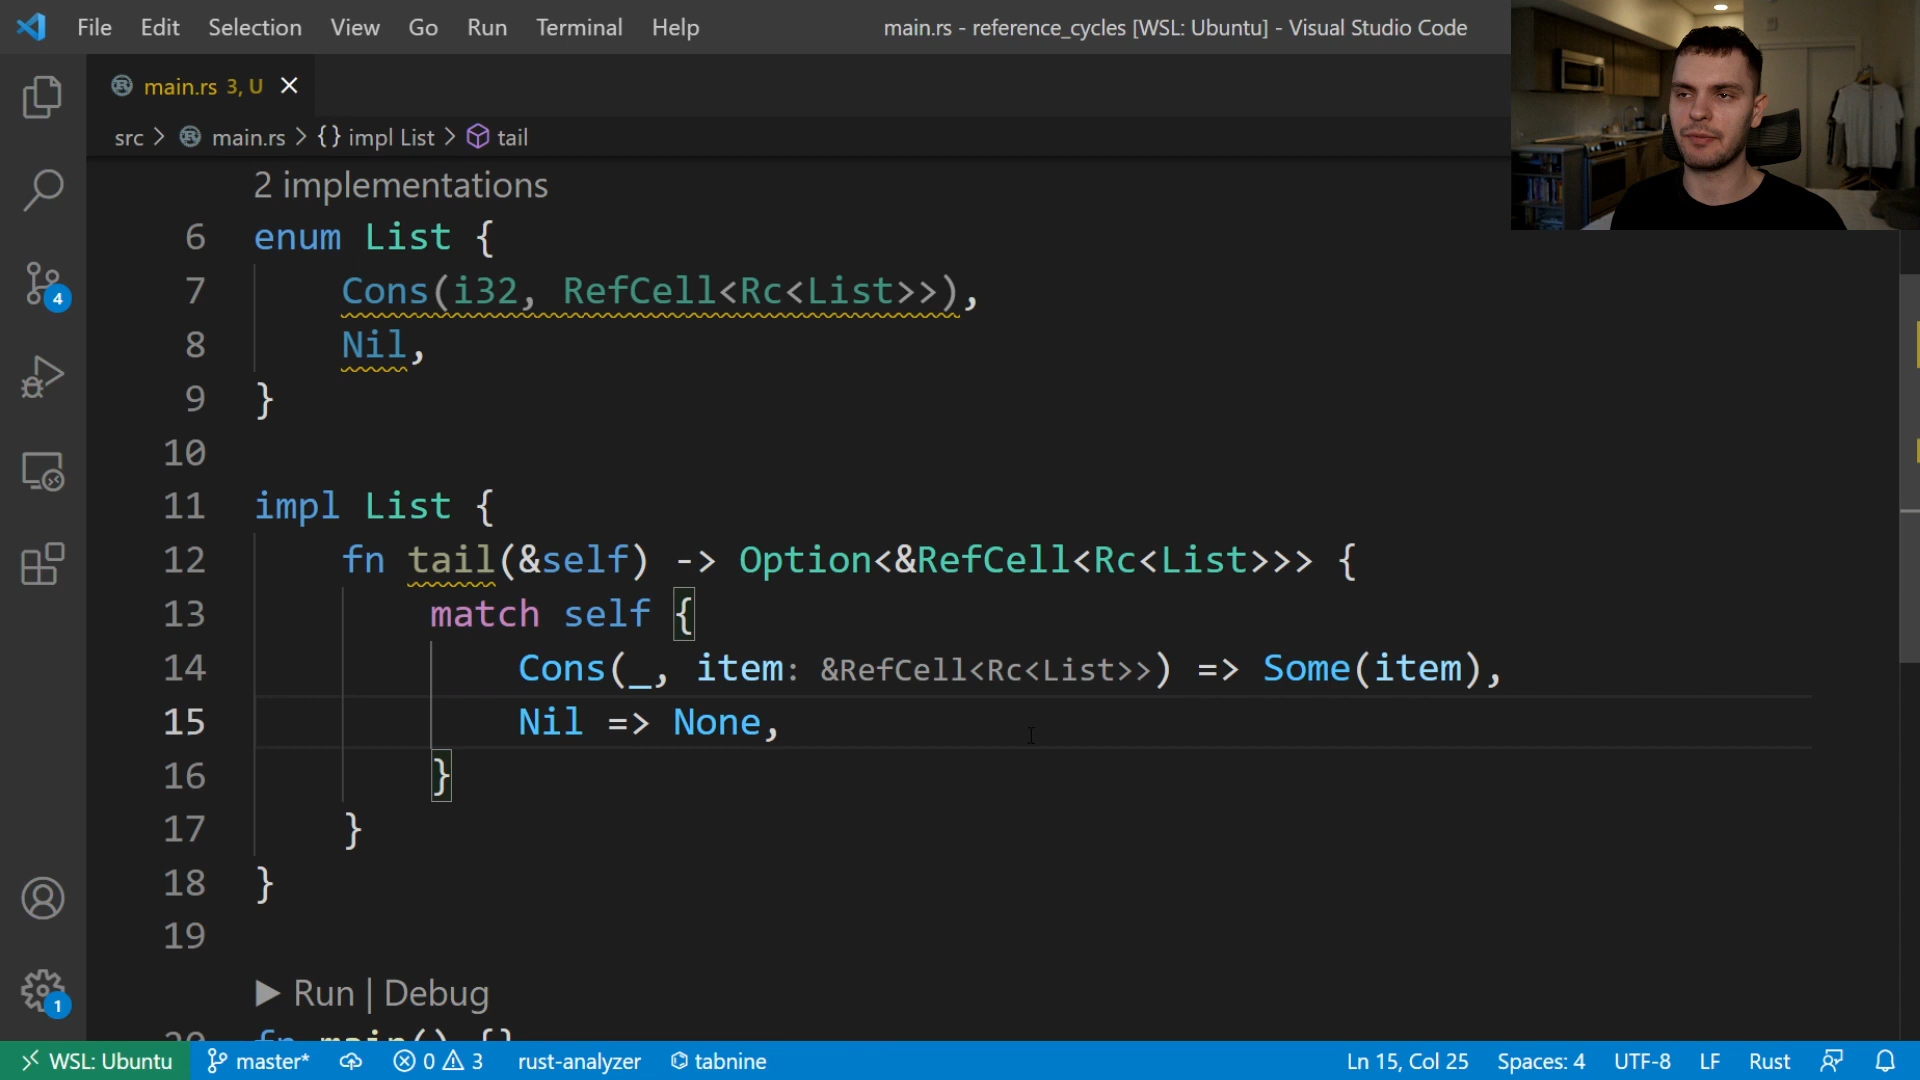 File Edit Selection View Go Run Terminal Help main.rs - reference_cycles [WSL: Ubuntu] - Visual Studio Code
main.rs 3, U
src > main.rs > {} impl List > tail
2 implementations
6 enum List {
7 Cons(i32, RefCell<Rc<List>>),
8 Nil,
9 }
10
11 impl List {
12 fn tail(&self) -> Option<&RefCell<Rc<List>>> {
13 match self {
14 Cons(_, item: &RefCell<Rc<List>>) => Some(item),
15 Nil => None,
16 }
17 }
18 }
19
Run | Debug
20 fn main() {}
4
1
WSL: Ubuntu master* 0 3 rust-analyzer tabnine Ln 15, Col 25 Spaces: 4 UTF-8 LF Rust